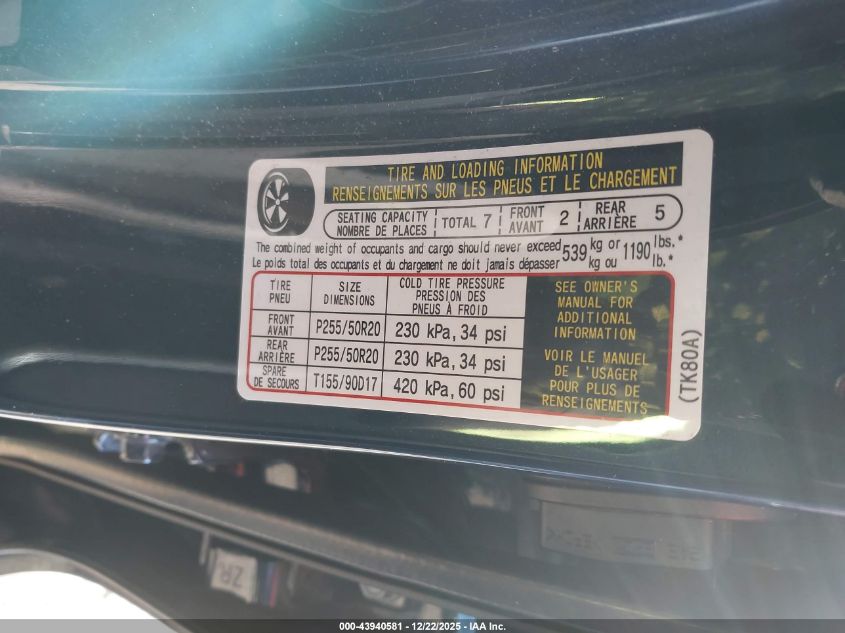 TIRE AND LOADING INFORMATION
RENSEIGNEMENTS SUR LES PNEUS ET LE CHARGEMENT
SEATING CAPACITY
NOMBRE DE PLACES
TOTAL 7
FRONT
AVANT
2
REAR
ARRIÈRE
5
The combined weight of occupants and cargo should never exceed
Le poids total des occupants et du chargement ne doit jamais dépasser
539
kg or
kg ou
1190
lbs.*
lb.*
TIRE
PNEU
SIZE
DIMENSIONS
COLD TIRE PRESSURE
PRESSION DES
PNEUS À FROID
FRONT
AVANT
P255/50R20
230 kPa, 34 psi
REAR
ARRIÈRE
P255/50R20
230 kPa, 34 psi
SPARE
DE SECOURS
T155/90D17
420 kPa, 60 psi
SEE OWNER'S
MANUAL FOR
ADDITIONAL
INFORMATION
VOIR LE MANUEL
DE L'USAGER
POUR PLUS DE
RENSEIGNEMENTS
(TK80A)
ZR
000-43940581 - 12/22/2025 - IAA Inc.